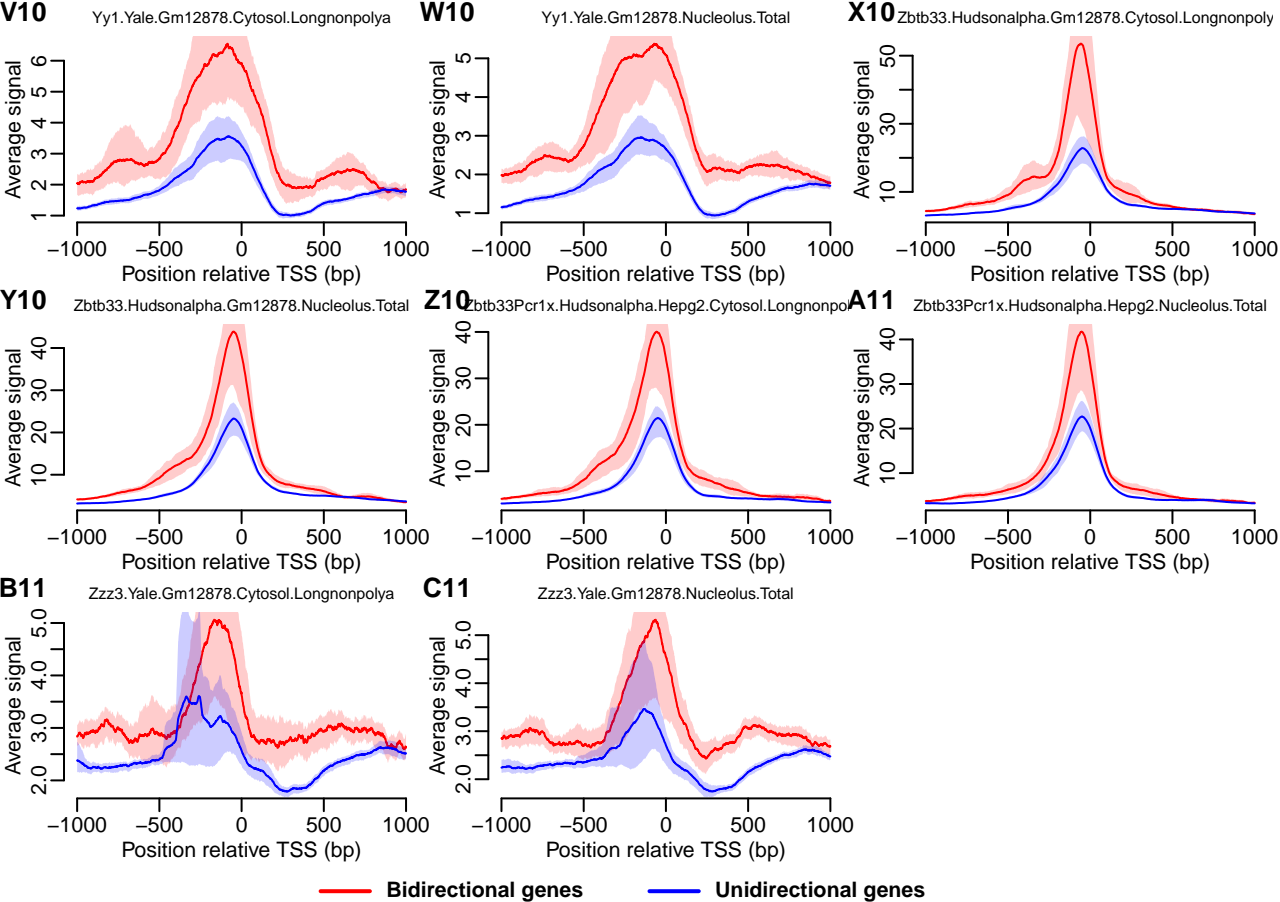 V10 Yy1.Yale.Gm12878.Cytosol.Longnonpolya
Average signal
6
5
4
3
2
1
−1000 −500 0 500 1000
Position relative TSS (bp)
W10 Yy1.Yale.Gm12878.Nucleolus.Total
Average signal
5
4
3
2
1
−1000 −500 0 500 1000
Position relative TSS (bp)
X10 Zbtb33.Hudsonalpha.Gm12878.Cytosol.Longnonpoly
Average signal
50
30
10
−1000 −500 0 500 1000
Position relative TSS (bp)
Y10 Zbtb33.Hudsonalpha.Gm12878.Nucleolus.Total
Average signal
40
30
20
10
−1000 −500 0 500 1000
Position relative TSS (bp)
Z10 Zbtb33Pcr1x.Hudsonalpha.Hepg2.Cytosol.Longnonpol
Average signal
40
30
20
10
−1000 −500 0 500 1000
Position relative TSS (bp)
A11 Zbtb33Pcr1x.Hudsonalpha.Hepg2.Nucleolus.Total
Average signal
40
30
20
10
−1000 −500 0 500 1000
Position relative TSS (bp)
B11 Zzz3.Yale.Gm12878.Cytosol.Longnonpolya
Average signal
5.0
4.0
3.0
2.0
−1000 −500 0 500 1000
Position relative TSS (bp)
C11 Zzz3.Yale.Gm12878.Nucleolus.Total
Average signal
5.0
4.0
3.0
2.0
−1000 −500 0 500 1000
Position relative TSS (bp)
Bidirectional genes Unidirectional genes